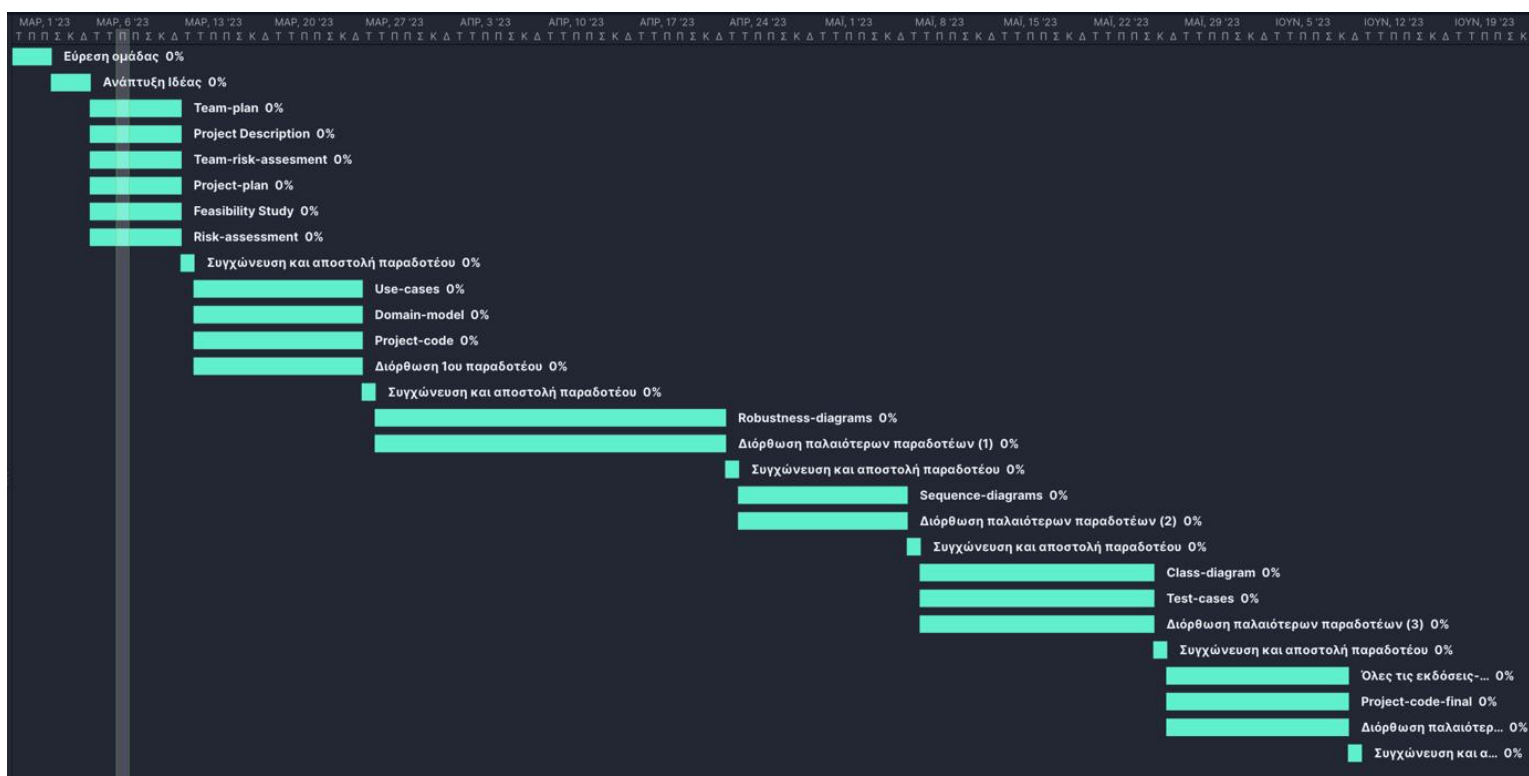 ΜΑΡ, 1 '23 ΜΑΡ, 6 '23 ΜΑΡ, 13 '23 ΜΑΡ, 20 '23 ΜΑΡ, 27 '23 ΑΠΡ, 3 '23 ΑΠΡ, 10 '23 ΑΠΡ, 17 '23 ΑΠΡ, 24 '23 ΜΑΪ, 1 '23 ΜΑΪ, 8 '23 ΜΑΪ, 15 '23 ΜΑΪ, 22 '23 ΜΑΪ, 29 '23 ΙΟΥΝ, 5 '23 ΙΟΥΝ, 12 '23 ΙΟΥΝ, 19 '23
Τ Π Π Σ Κ Δ Τ Τ Π Π Σ Κ Δ Τ Τ Π Π Σ Κ Δ Τ Τ Π Π Σ Κ Δ Τ Τ Π Π Σ Κ Δ Τ Τ Π Π Σ Κ Δ Τ Τ Π Π Σ Κ Δ Τ Τ Π Π Σ Κ Δ Τ Τ Π Π Σ Κ Δ Τ Τ Π Π Σ Κ Δ Τ Τ Π Π Σ Κ Δ Τ Τ Π Π Σ Κ Δ Τ Τ Π Π Σ Κ Δ Τ Τ Π Π Σ Κ Δ Τ Τ Π Π Σ Κ Δ Τ Τ Π Π Σ Κ Δ Τ Τ Π Π Σ Κ
Εύρεση ομάδας 0%
Ανάπτυξη Ιδέας 0%
Team-plan 0%
Project Description 0%
Team-risk-assesment 0%
Project-plan 0%
Feasibility Study 0%
Risk-assessment 0%
Συγχώνευση και αποστολή παραδοτέου 0%
Use-cases 0%
Domain-model 0%
Project-code 0%
Διόρθωση 1ου παραδοτέου 0%
Συγχώνευση και αποστολή παραδοτέου 0%
Robustness-diagrams 0%
Διόρθωση παλαιότερων παραδοτέων (1) 0%
Συγχώνευση και αποστολή παραδοτέου 0%
Sequence-diagrams 0%
Διόρθωση παλαιότερων παραδοτέων (2) 0%
Συγχώνευση και αποστολή παραδοτέου 0%
Class-diagram 0%
Test-cases 0%
Διόρθωση παλαιότερων παραδοτέων (3) 0%
Συγχώνευση και αποστολή παραδοτέου 0%
Όλες τις εκδόσεις-... 0%
Project-code-final 0%
Διόρθωση παλαιότερ... 0%
Συγχώνευση και α... 0%